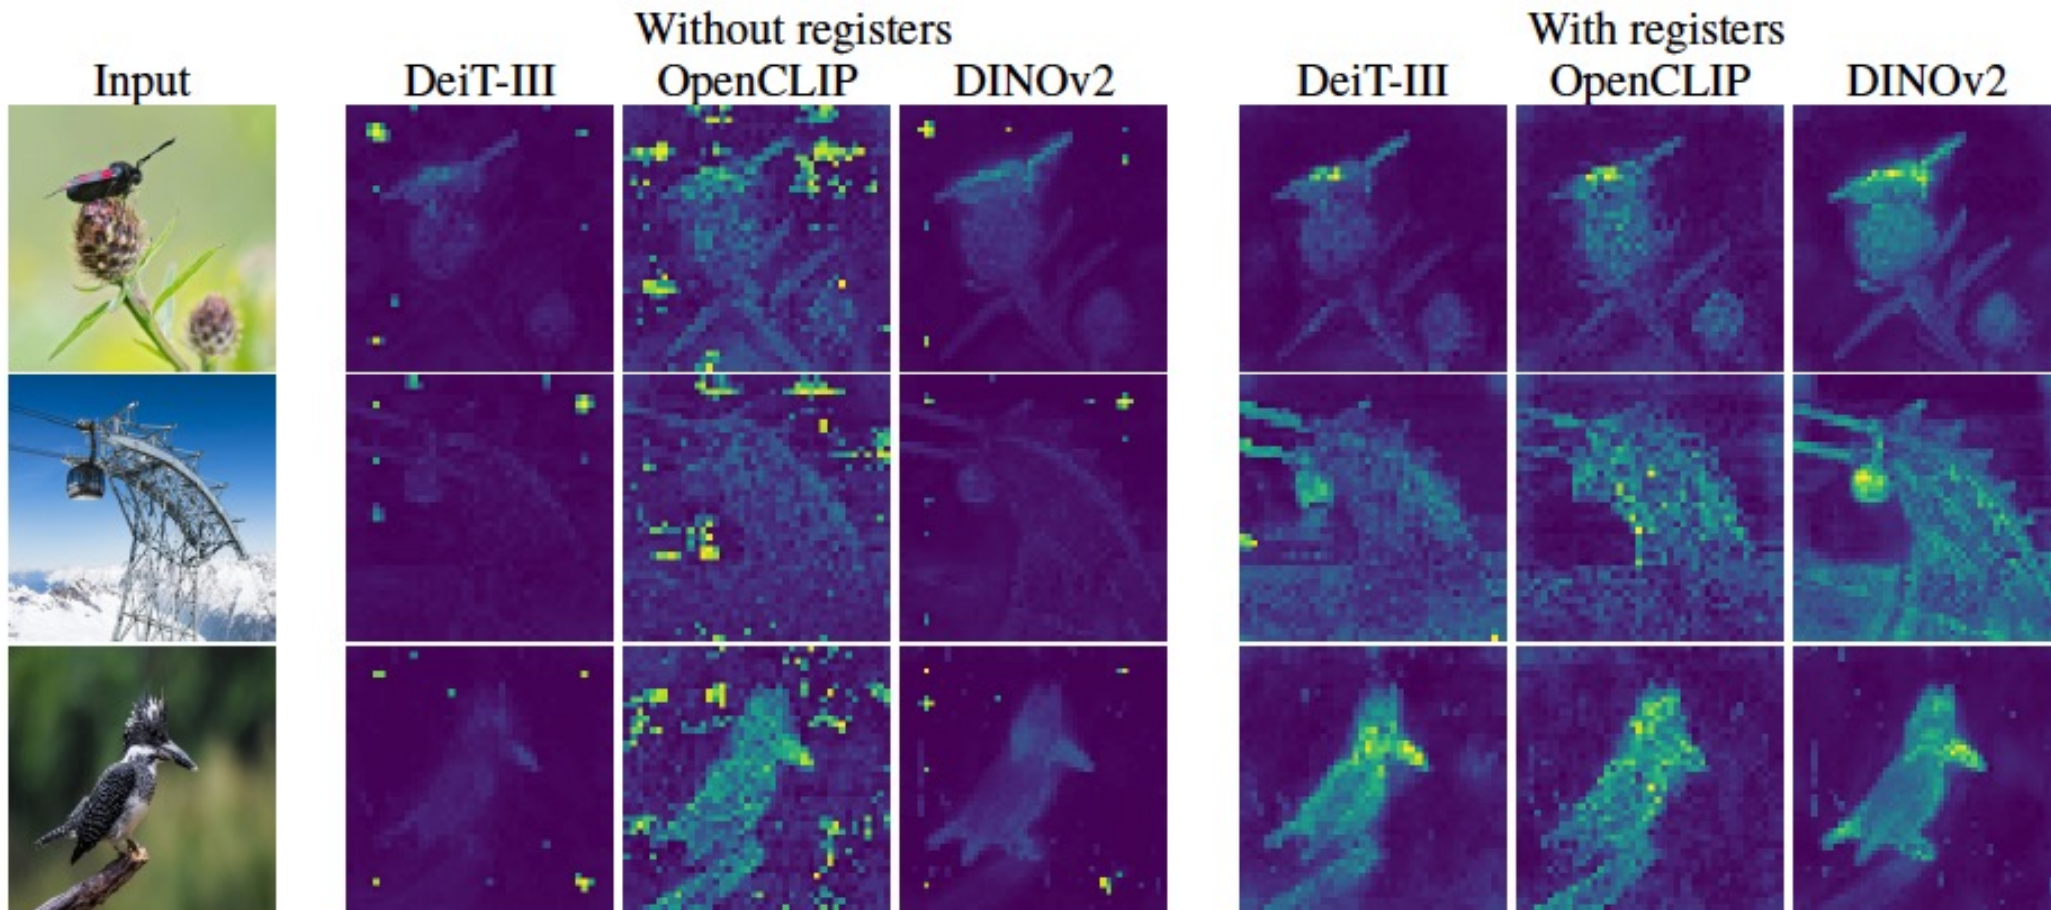 Without registers
With registers
Input
DeiT-III
OpenCLIP
DINOv2
DeiT-III
OpenCLIP
DINOv2